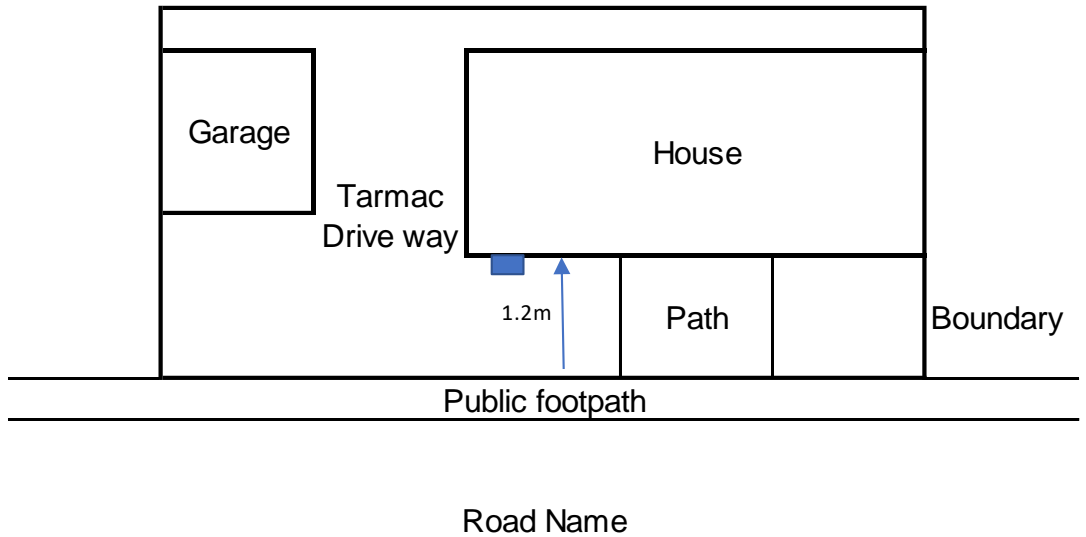 Garage
House
Tarmac
Drive way
1.2m
Path
Boundary
Public footpath
Road Name